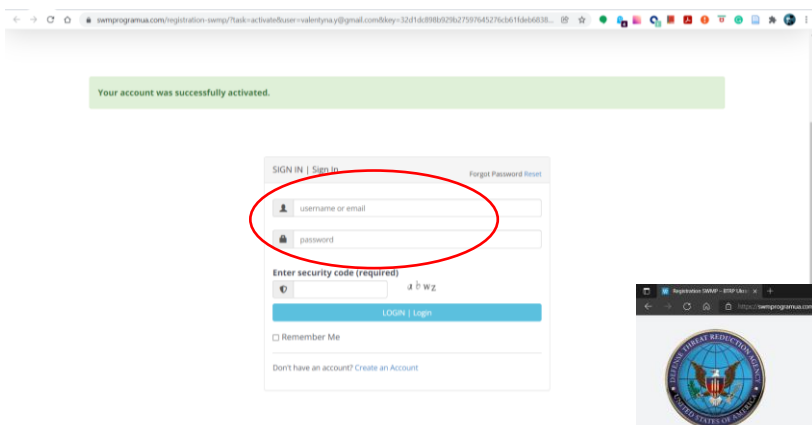 swmprogramua.com/registration-swmp/?task=activate&user=valentyna.y@gmail.com&key=32d1dc898b929b27597645276cb61fdeb6838...
Your account was successfully activated.
SIGN IN | Sign In
Forgot Password Reset
username or email
password
Enter security code (required)
a b w z
LOGIN | Login
Remember Me
Don't have an account? Create an Account
Registration SWMP – BTRP Ukra
https://swmprogramua.com
DEFENSE THREAT REDUCTION AGENCY
UNITED STATES OF AMERICA